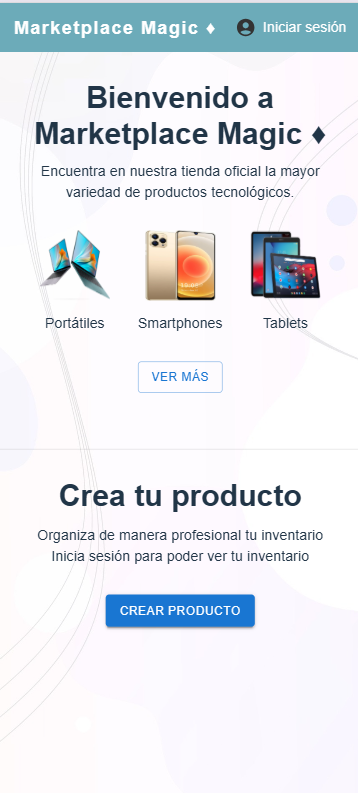 Marketplace Magic ♦ Iniciar sesión
Bienvenido a
Marketplace Magic ♦
Encuentra en nuestra tienda oficial la mayor
variedad de productos tecnológicos.
Portátiles Smartphones Tablets
VER MÁS
Crea tu producto
Organiza de manera profesional tu inventario
Inicia sesión para poder ver tu inventario
CREAR PRODUCTO